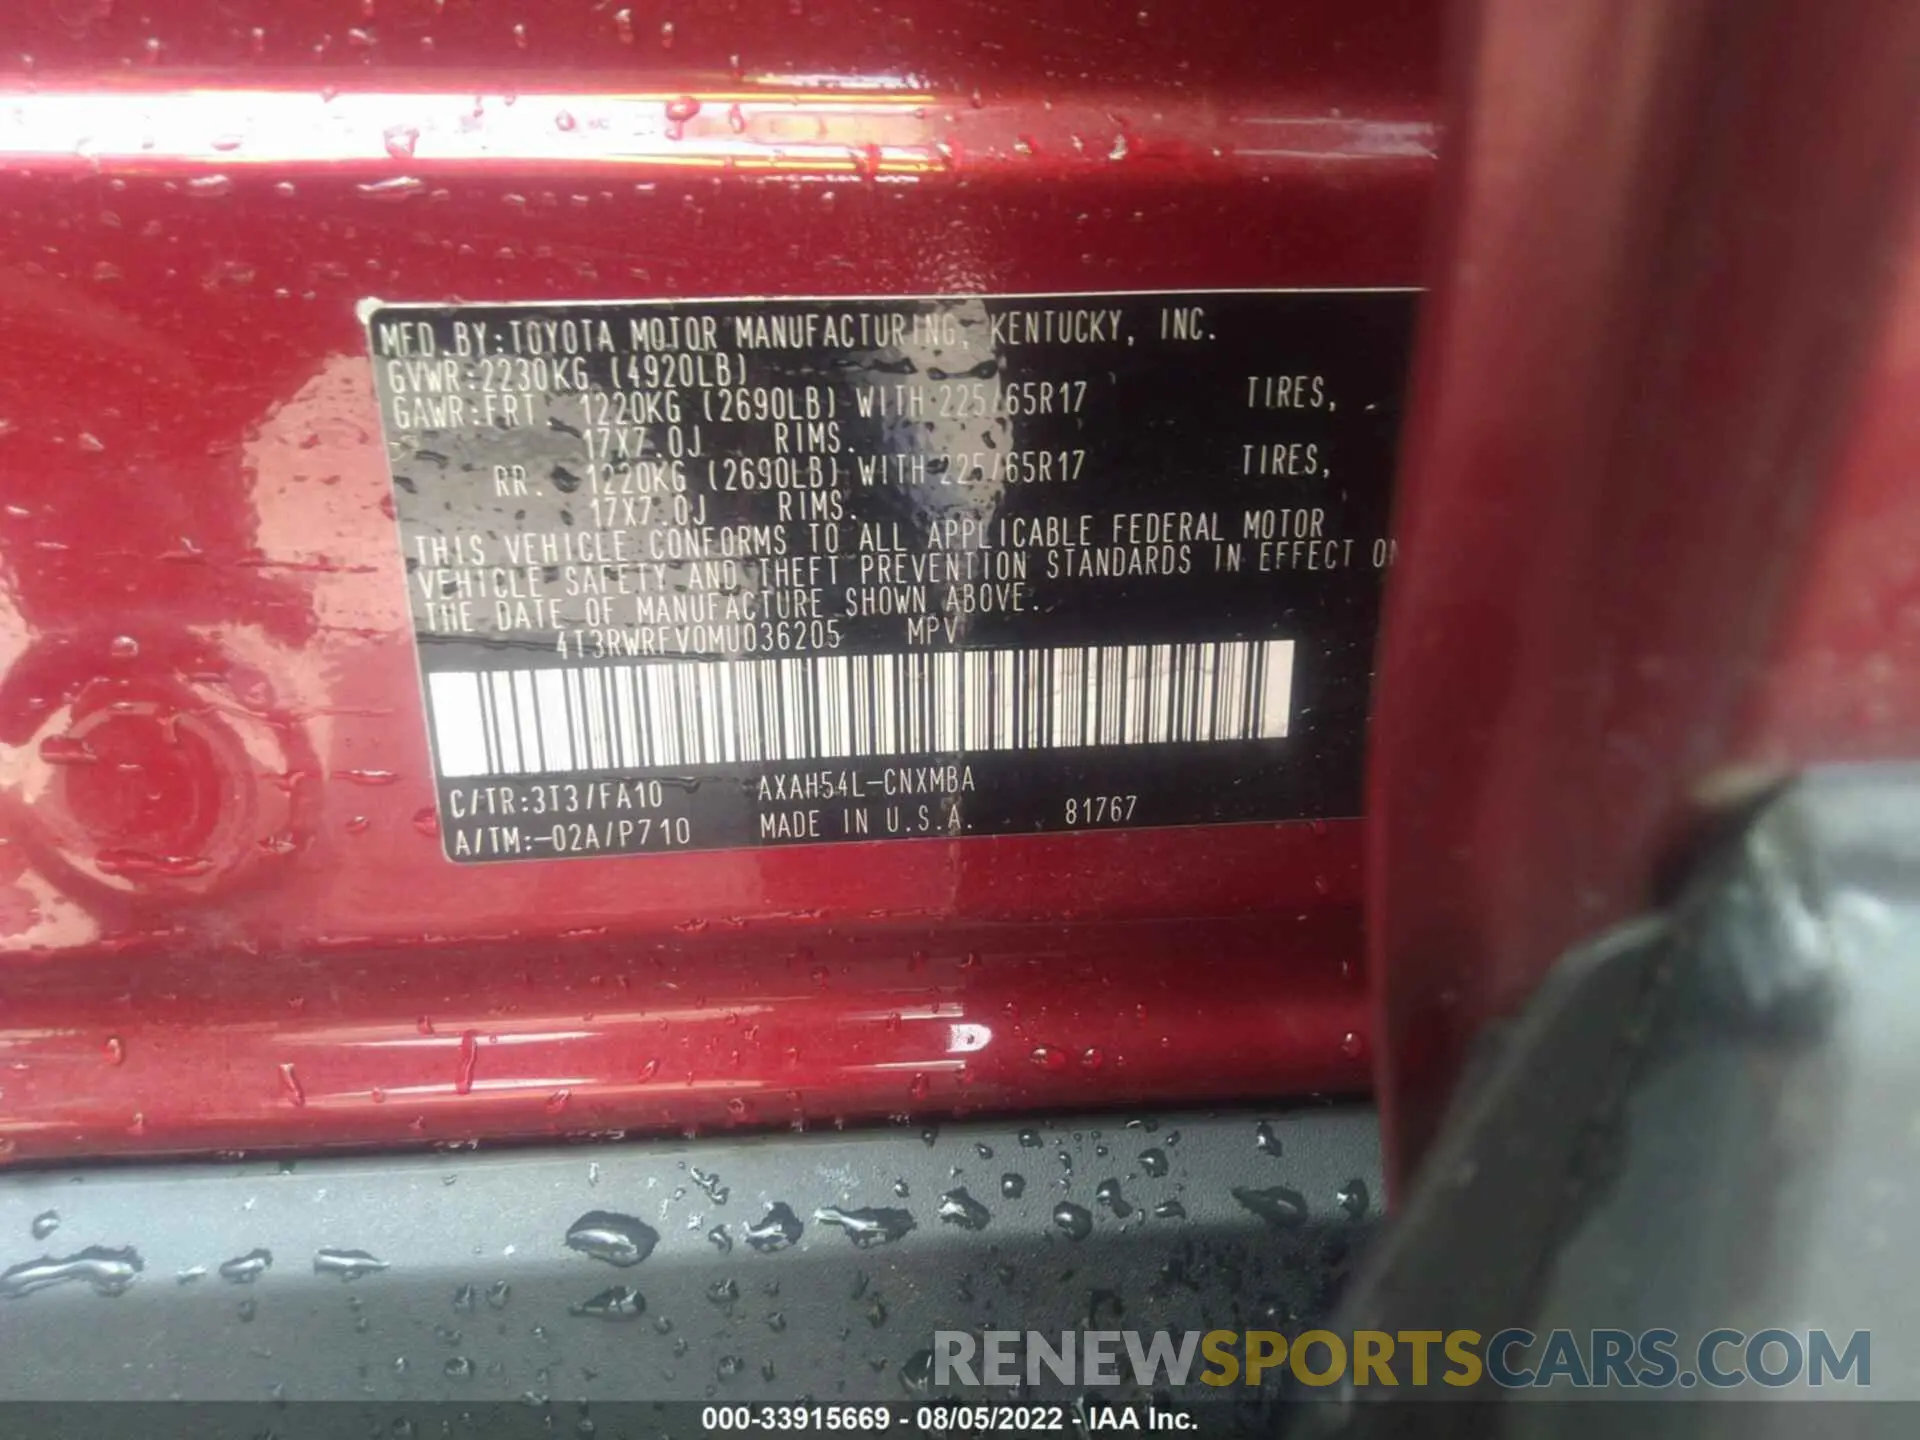 MFD.BY:TOYOTA MOTOR MANUFACTURING, KENTUCKY, INC.
GVWR:2230KG (4920LB)
GAWR:FRT. 1220KG (2690LB) WITH 225/65R17 TIRES,
17X7.0J RIMS.
RR. 1220KG (2690LB) WITH 225/65R17 TIRES,
17X7.0J RIMS.
THIS VEHICLE CONFORMS TO ALL APPLICABLE FEDERAL MOTOR
VEHICLE SAFETY AND THEFT PREVENTION STANDARDS IN EFFECT ON
THE DATE OF MANUFACTURE SHOWN ABOVE.
4T3RWRFV0MU036205 MPV
C/TR:3T3/FA10 AXAH54L-CNXMBA
A/TM:-02A/P710 MADE IN U.S.A. 81767
RENEWSPORTSCARS.COM
000-33915669 - 08/05/2022 - IAA Inc.